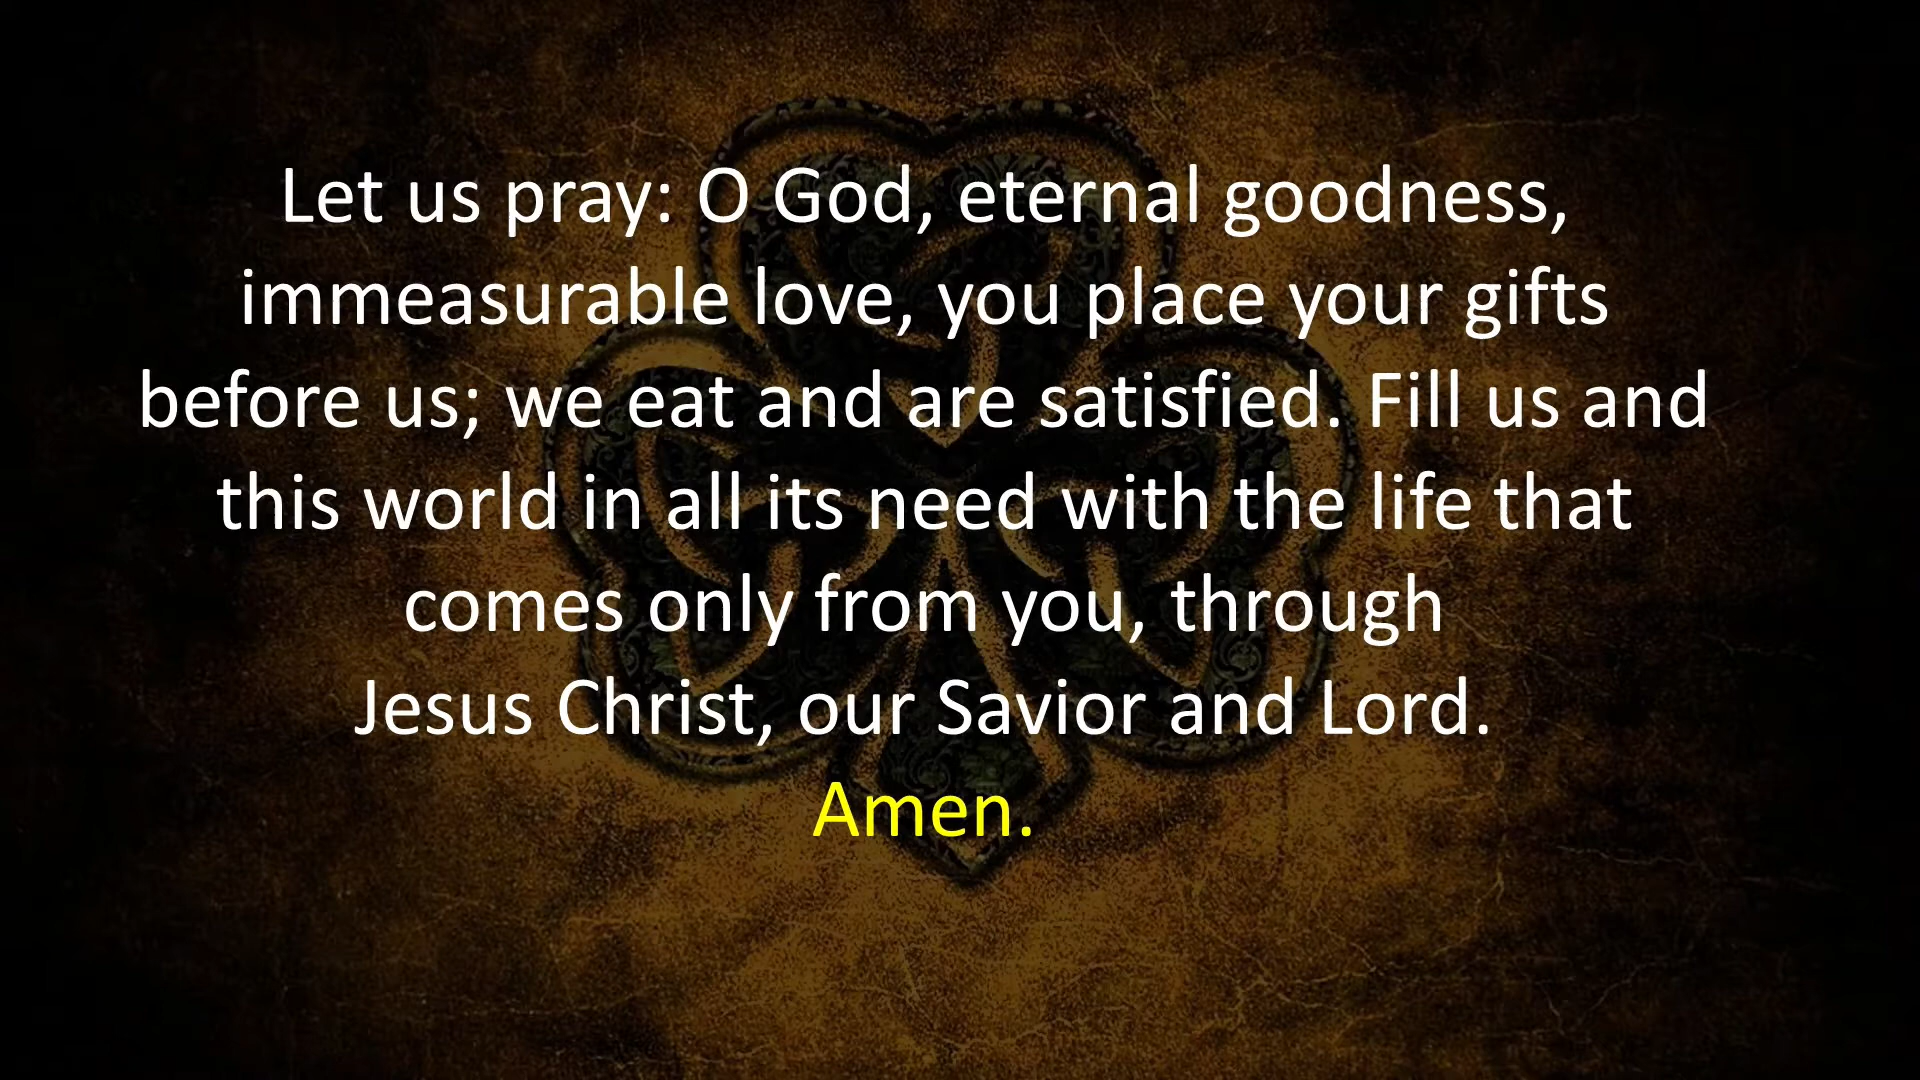 Let us pray: O God, eternal goodness,
immeasurable love, you place your gifts
before us; we eat and are satisfied. Fill us and
this world in all its need with the life that
comes only from you, through
Jesus Christ, our Savior and Lord.
Amen.